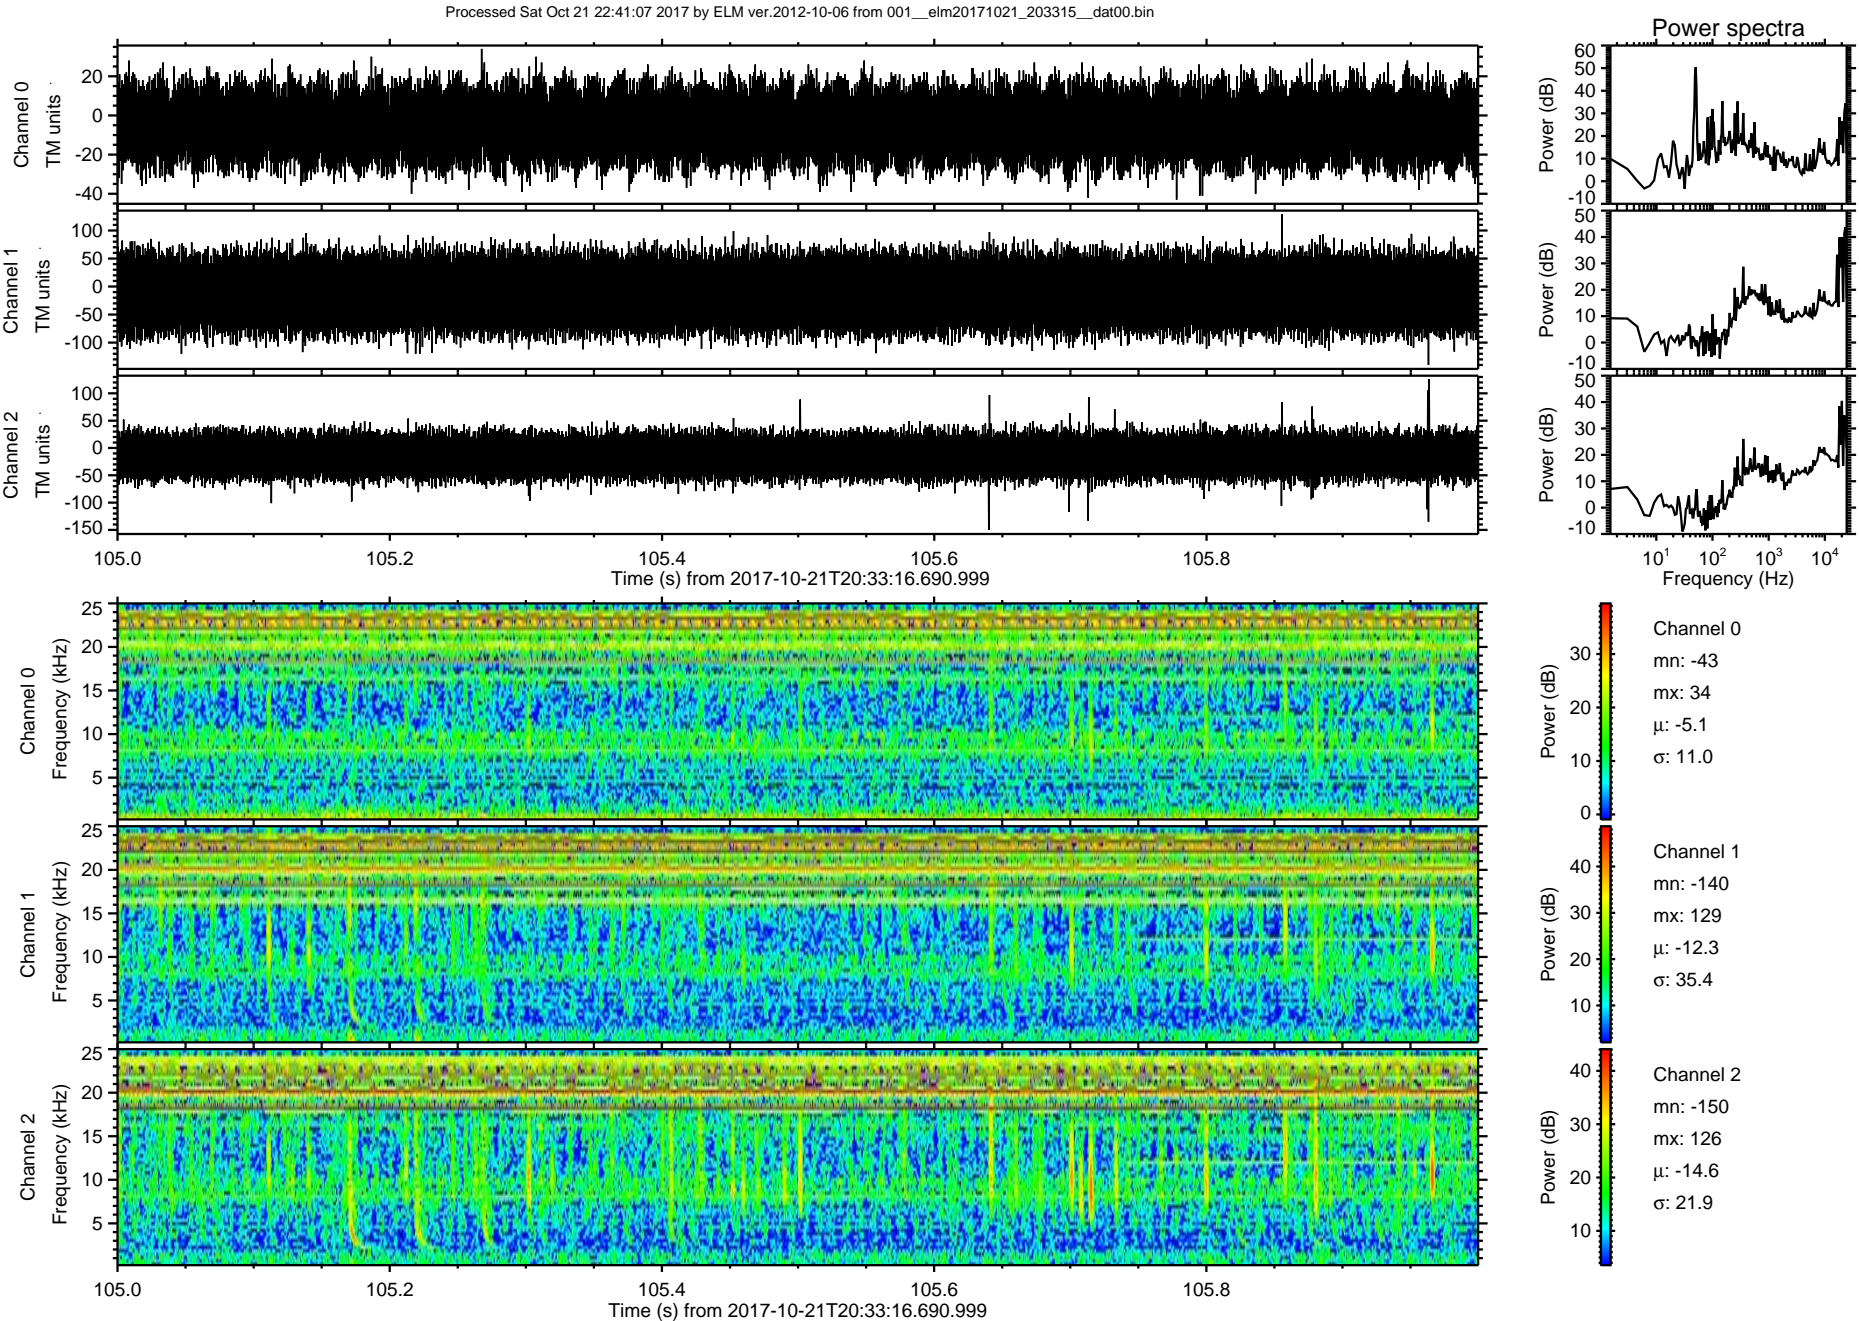 Processed Sat Oct 21 22:41:07 2017 by ELM ver.2012-10-06 from 001__elm20171021_203315__dat00.bin
Power spectra
Channel 0
TM units
20
0
-20
-40
Power (dB)
60
50
40
30
20
10
0
-10
Channel 1
TM units
100
50
0
-50
-100
Power (dB)
50
40
30
20
10
0
-10
Channel 2
TM units
100
50
0
-50
-100
-150
Power (dB)
50
40
30
20
10
0
-10
105.0 105.2 105.4 105.6 105.8
Time (s) from 2017-10-21T20:33:16.690.999
10^1 10^2 10^3 10^4
Frequency (Hz)
Channel 0
Frequency (kHz)
25
20
15
10
5
Power (dB)
30
20
10
0
Channel 0
mn: -43
mx: 34
μ: -5.1
σ: 11.0
Channel 1
Frequency (kHz)
25
20
15
10
5
Power (dB)
40
30
20
10
Channel 1
mn: -140
mx: 129
μ: -12.3
σ: 35.4
Channel 2
Frequency (kHz)
25
20
15
10
5
Power (dB)
40
30
20
10
Channel 2
mn: -150
mx: 126
μ: -14.6
σ: 21.9
105.0 105.2 105.4 105.6 105.8
Time (s) from 2017-10-21T20:33:16.690.999